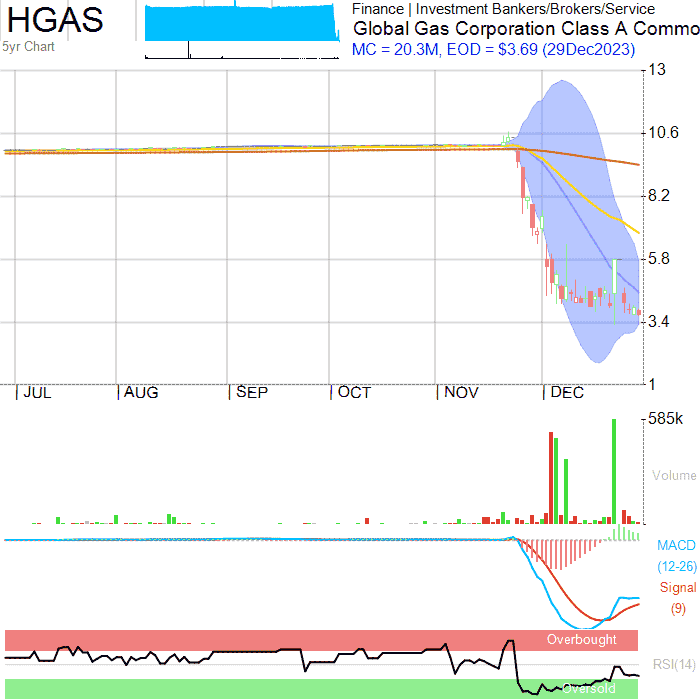 HGAS
5yr Chart
Finance | Investment Bankers/Brokers/Service
Global Gas Corporation Class A Commo
MC = 20.3M, EOD = $3.69 (29Dec2023)
13
10.6
8.2
5.8
3.4
1
JUL AUG SEP OCT NOV DEC
585k
Volume
MACD
(12-26)
Signal
(9)
Overbought
RSI(14)
Oversold